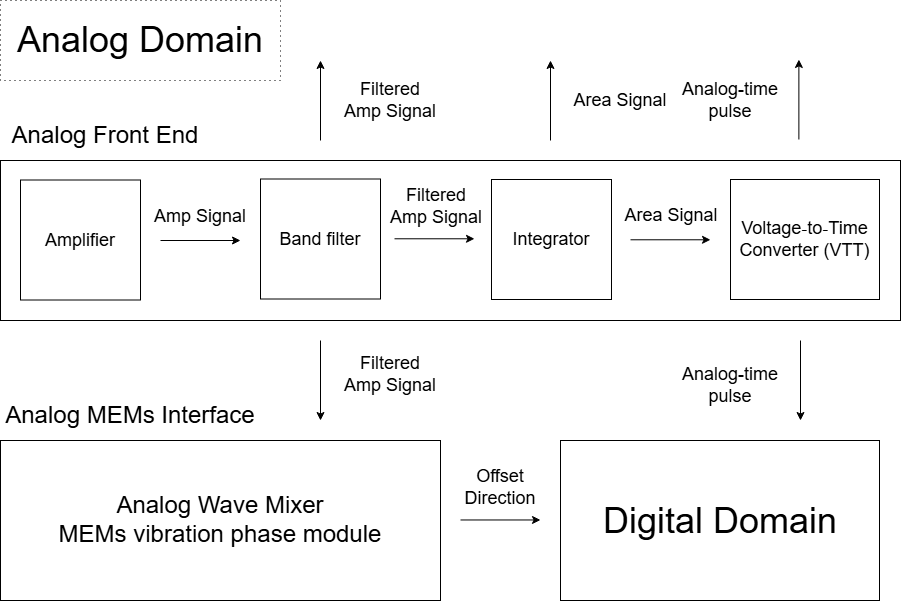 Analog Domain
Filtered
Amp Signal
Area Signal
Analog-time
pulse
Analog Front End
Amplifier
Amp Signal
Band filter
Filtered
Amp Signal
Integrator
Area Signal
Voltage-to-Time
Converter (VTT)
Filtered
Amp Signal
Analog-time
pulse
Analog MEMs Interface
Analog Wave Mixer
MEMs vibration phase module
Offset
Direction
Digital Domain